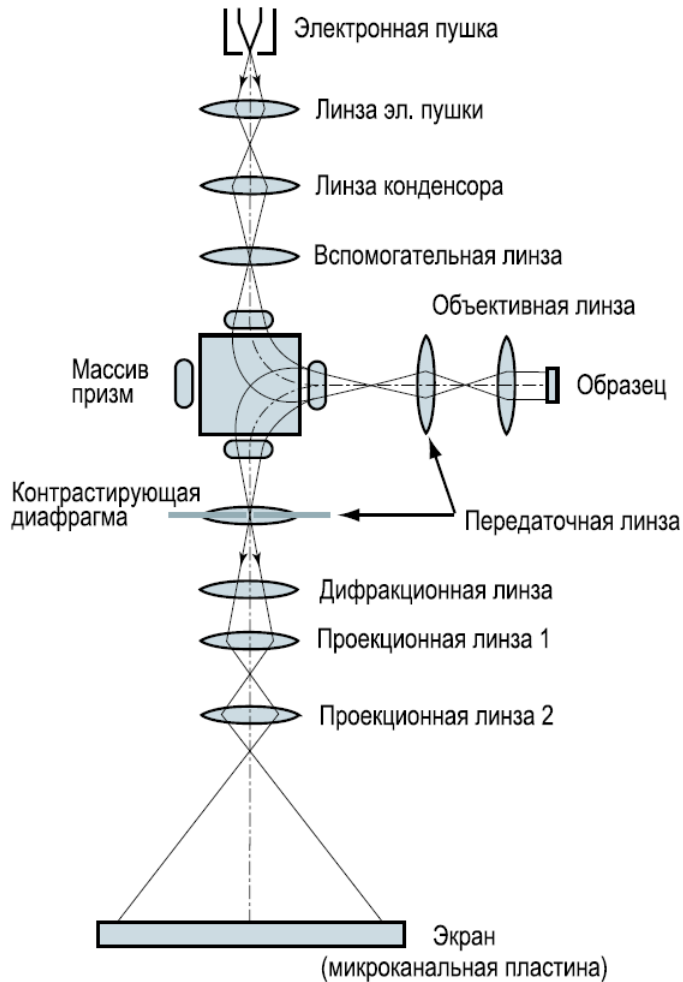 Электронная пушка
Линза эл. пушки
Линза конденсора
Вспомогательная линза
Объективная линза
Массив
призм
Образец
Контрастирующая
диафрагма
Передаточная линза
Дифракционная линза
Проекционная линза 1
Проекционная линза 2
Экран
(микроканальная пластина)